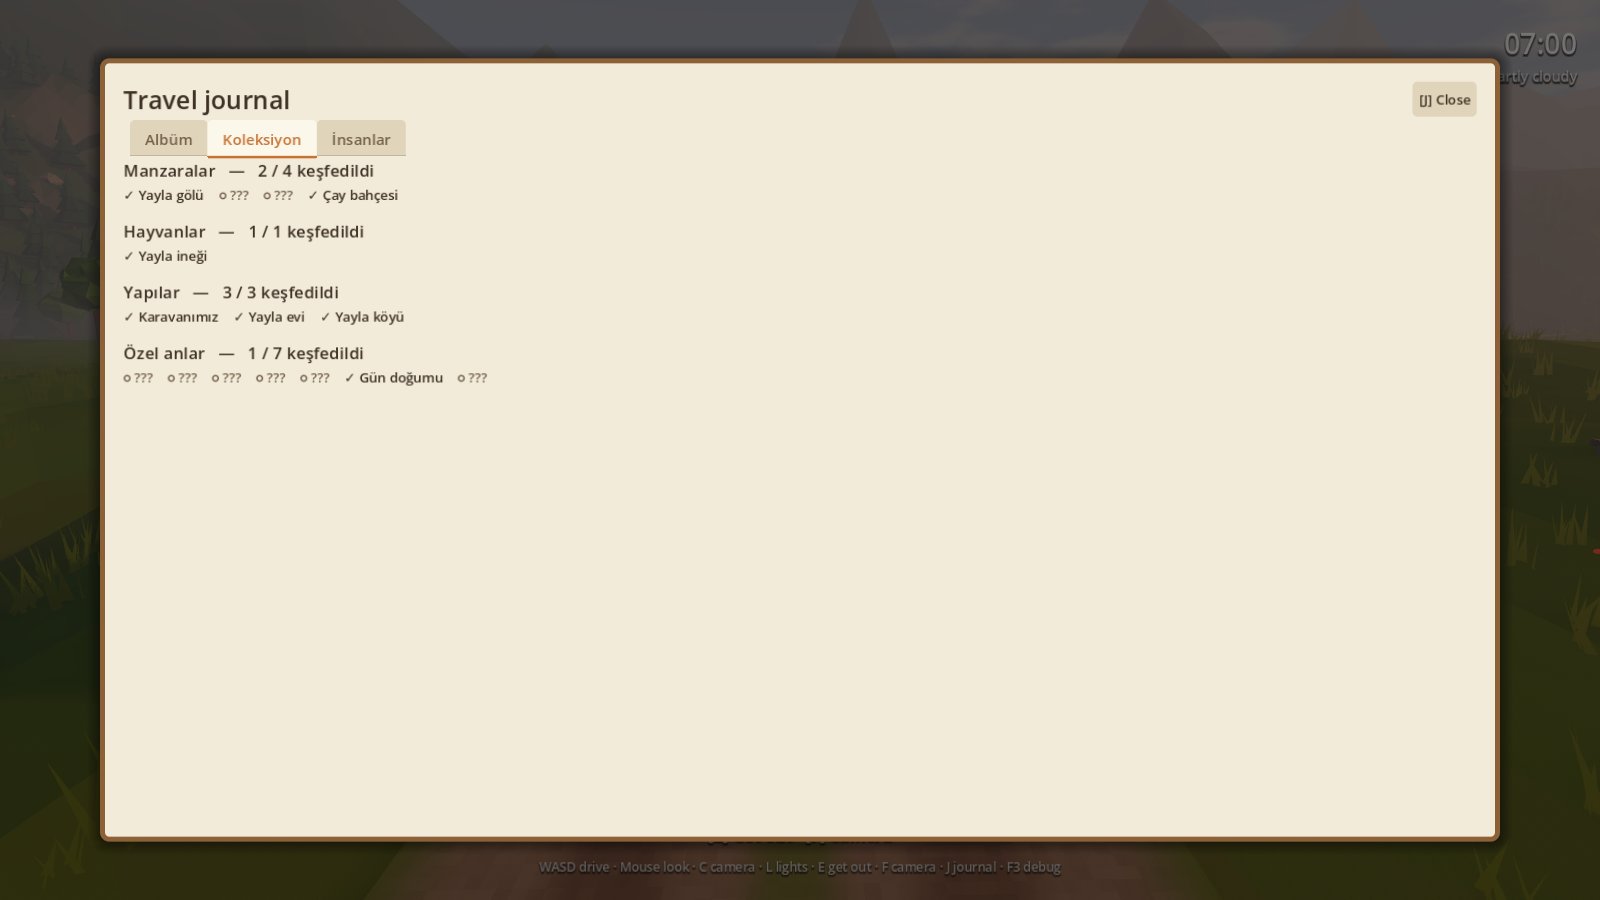 07:00
artly cloudy
Travel journal
[J] Close
Albüm Koleksiyon İnsanlar
Manzaralar — 2 / 4 keşfedildi
✓ Yayla gölü ○ ??? ○ ??? ✓ Çay bahçesi
Hayvanlar — 1 / 1 keşfedildi
✓ Yayla ineği
Yapılar — 3 / 3 keşfedildi
✓ Karavanımız ✓ Yayla evi ✓ Yayla köyü
Özel anlar — 1 / 7 keşfedildi
○ ??? ○ ??? ○ ??? ○ ??? ○ ??? ✓ Gün doğumu ○ ???
WASD drive · Mouse look · C camera · L lights · E get out · F camera · J journal · F3 debug